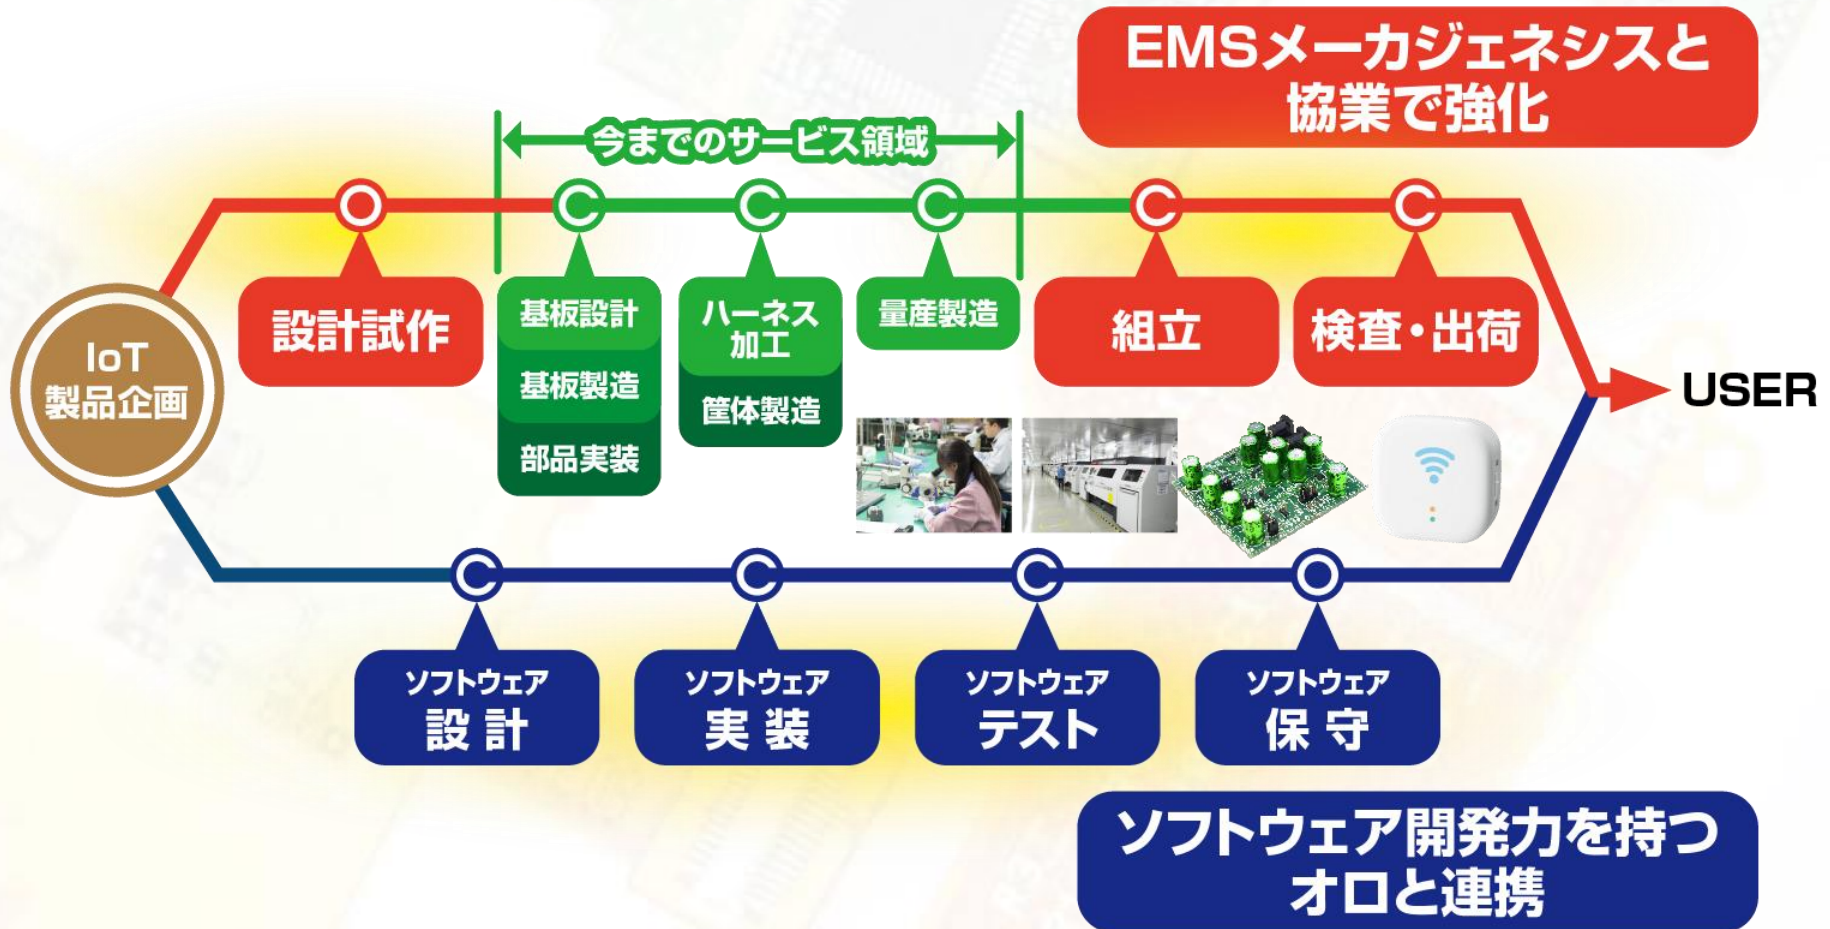 EMSメーカジェネシスと
協業で強化
今までのサービス領域
IoT
製品企画
設計試作
基板設計
基板製造
部品実装
ハーネス
加工
筐体製造
量産製造
組立
検査・出荷
USER
ソフトウェア
設計
ソフトウェア
実装
ソフトウェア
テスト
ソフトウェア
保守
ソフトウェア開発力を持つ
オロと連携